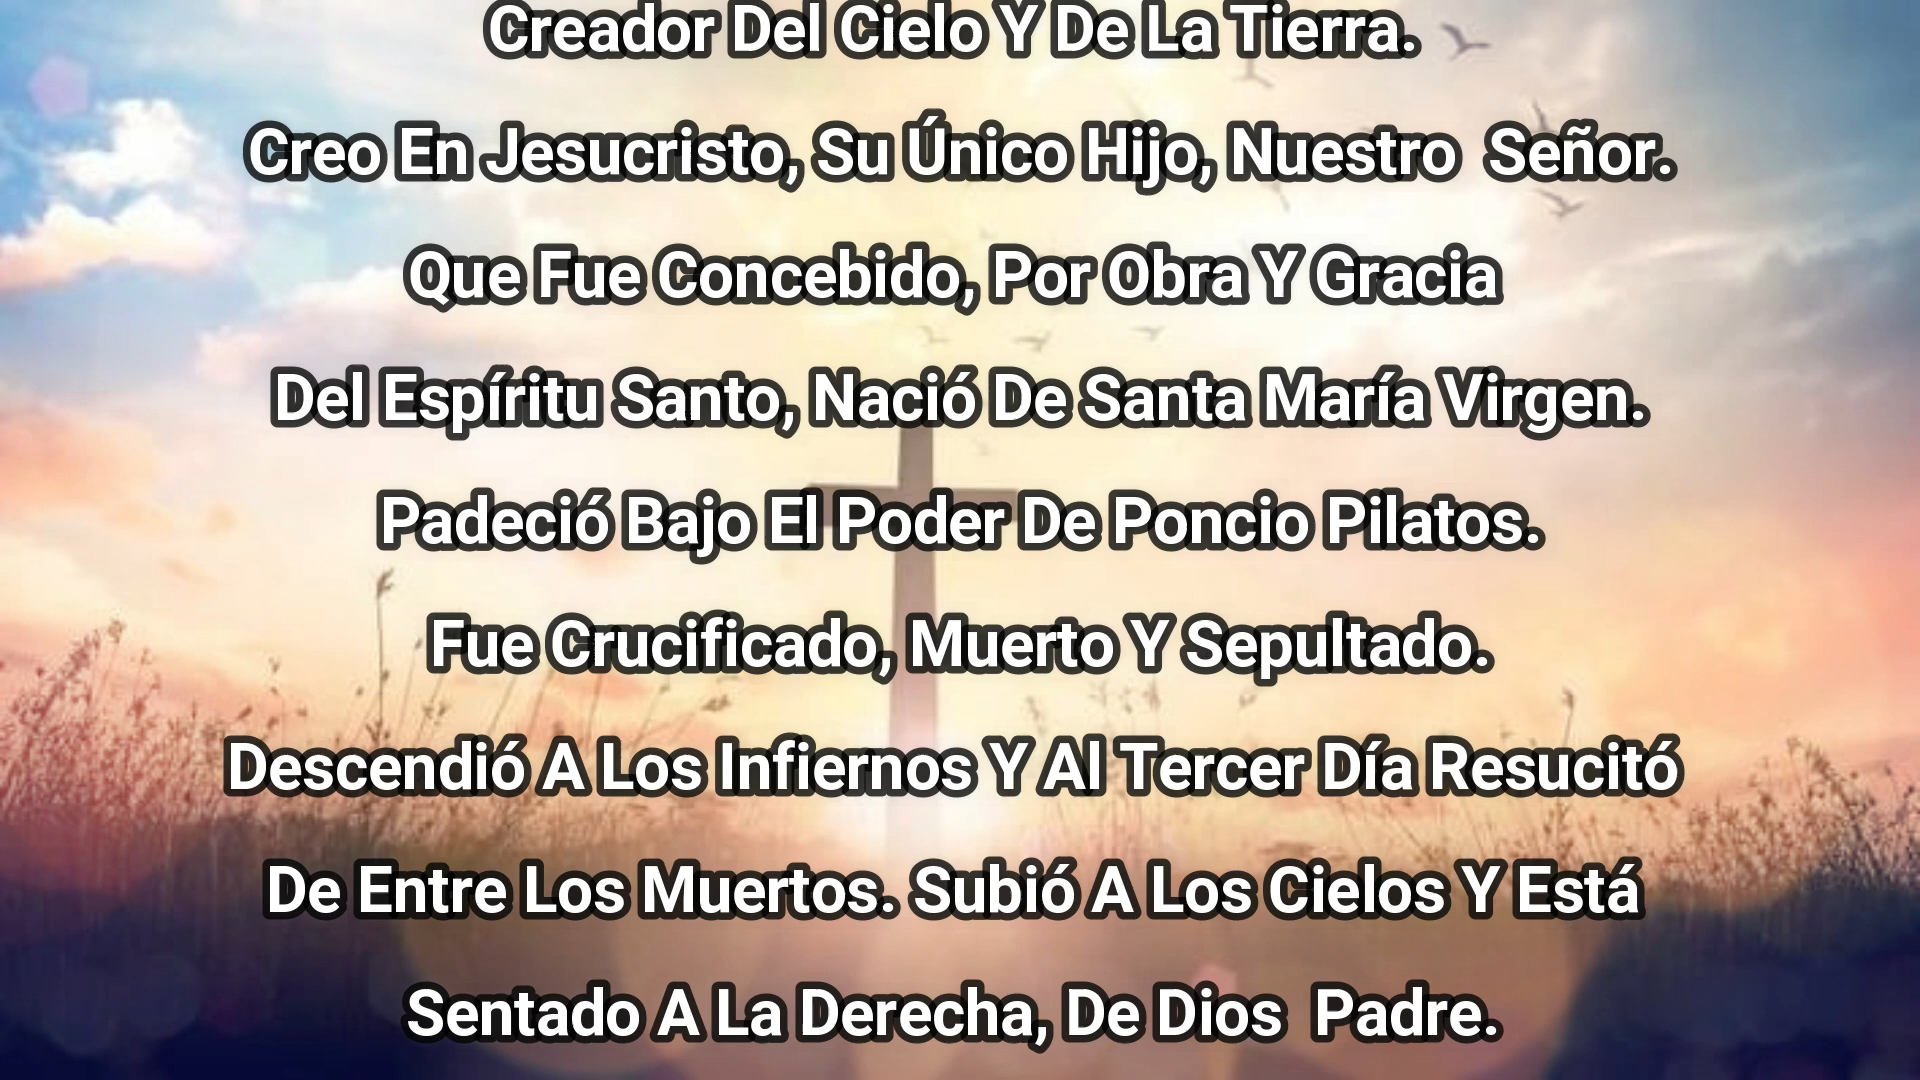 Creador Del Cielo Y De La Tierra.
Creo En Jesucristo, Su Único Hijo, Nuestro Señor.
Que Fue Concebido, Por Obra Y Gracia
Del Espíritu Santo, Nació De Santa María Virgen.
Padeció Bajo El Poder De Poncio Pilatos.
Fue Crucificado, Muerto Y Sepultado.
Descendió A Los Infiernos Y Al Tercer Día Resucitó
De Entre Los Muertos. Subió A Los Cielos Y Está
Sentado A La Derecha, De Dios Padre.